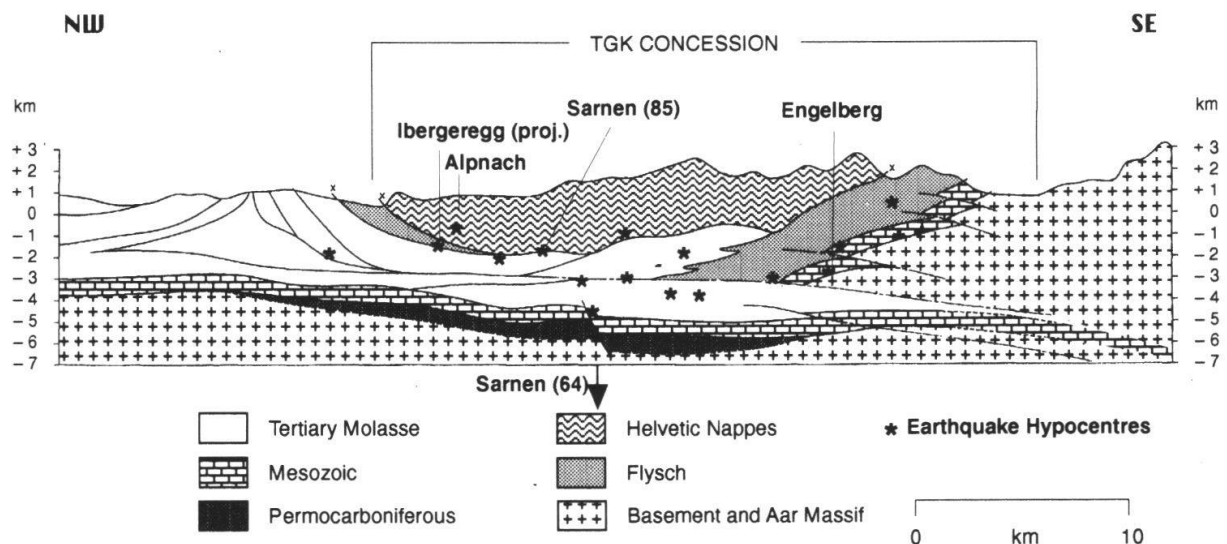 NW
SE
TGK CONCESSION
km
km
Sarnen (85)
Engelberg
Ibergeregg (proj.)
Alpnach
+ 3
+ 2
+ 1
0
– 1
– 2
– 3
– 4
– 5
– 6
– 7
+ 3
+ 2
+ 1
0
– 1
– 2
– 3
– 4
– 5
– 6
– 7
Sarnen (64)
Tertiary Molasse
Helvetic Nappes
* Earthquake Hypocentres
Mesozoic
Flysch
Permocarboniferous
Basement and Aar Massif
0 km 10